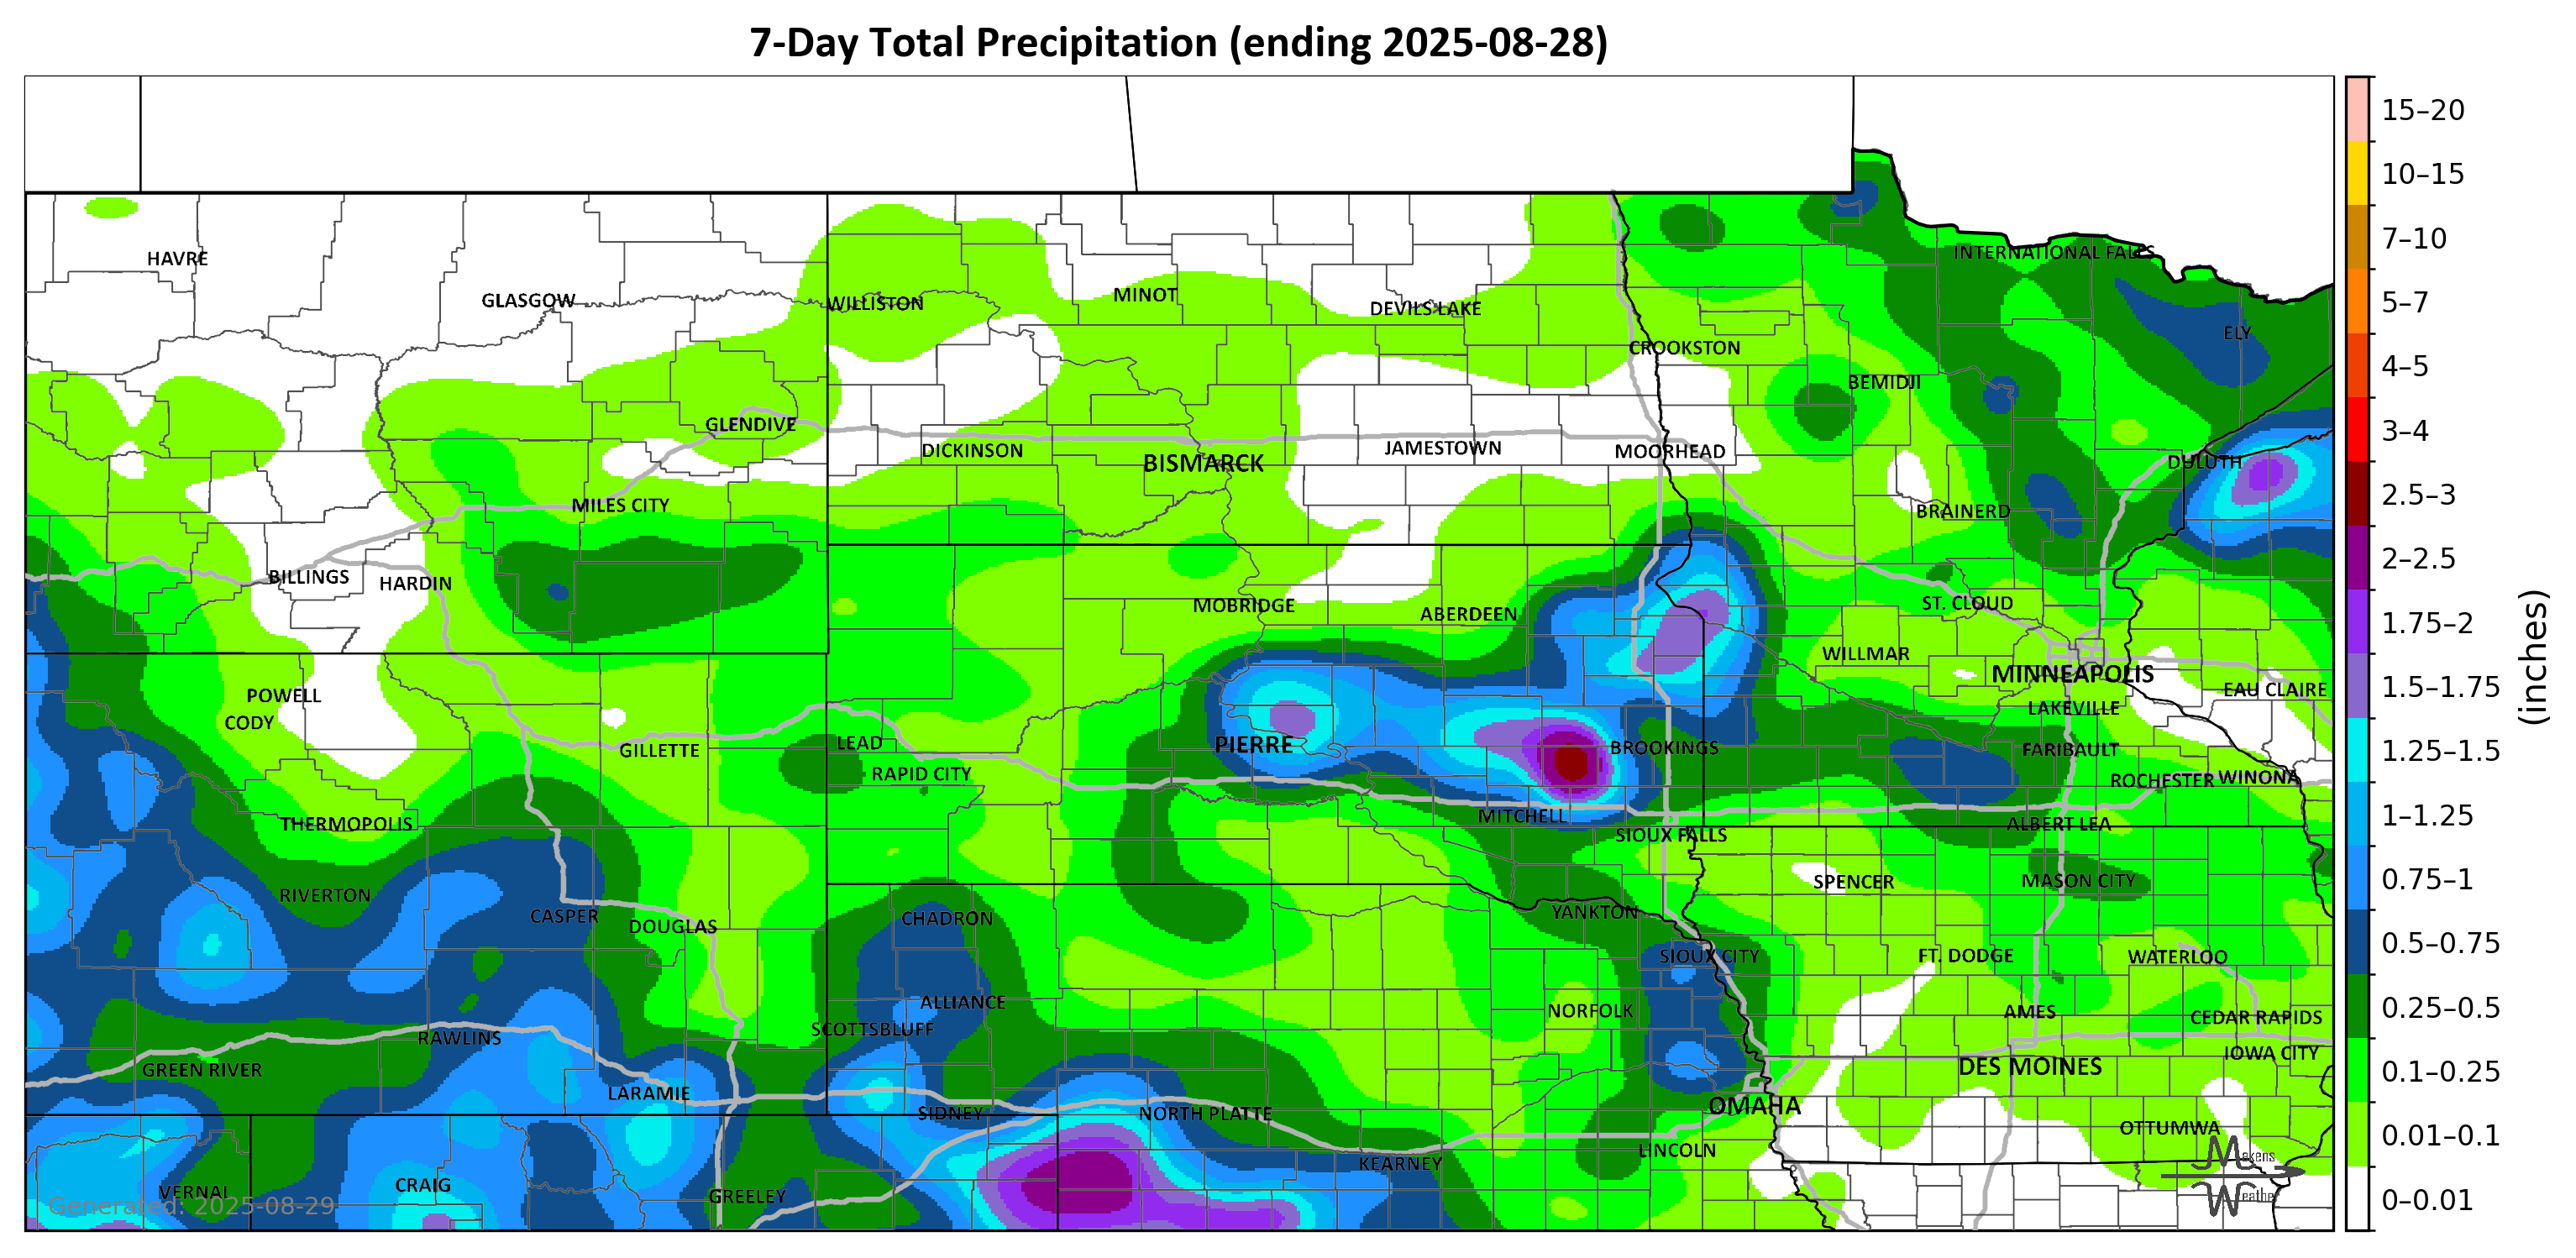 7-Day Total Precipitation (ending 2025-08-28)
15–20
10–15
7–10
5–7
4–5
3–4
2.5–3
2–2.5
1.75–2
1.5–1.75
1.25–1.5
1–1.25
0.75–1
0.5–0.75
0.25–0.5
0.1–0.25
0.01–0.1
0–0.01
(inches)
HAVRE
INTERNATIONAL FALLS
GLASGOW
WILLISTON
MINOT
DEVILS LAKE
ELY
CROOKSTON
BEMIDJI
GLENDIVE
DICKINSON
BISMARCK
JAMESTOWN
MOORHEAD
DULUTH
MILES CITY
BRAINERD
BILLINGS
HARDIN
MOBRIDGE
ABERDEEN
ST. CLOUD
WILLMAR
MINNEAPOLIS
EAU CLAIRE
POWELL
CODY
LAKEVILLE
GILLETTE
LEAD
PIERRE
BROOKINGS
FARIBAULT
RAPID CITY
ROCHESTER
WINONA
THERMOPOLIS
MITCHELL
SIOUX FALLS
ALBERT LEA
RIVERTON
SPENCER
MASON CITY
CASPER
DOUGLAS
CHADRON
YANKTON
SIOUX CITY
FT. DODGE
WATERLOO
ALLIANCE
NORFOLK
AMES
CEDAR RAPIDS
SCOTTSBLUFF
RAWLINS
IOWA CITY
GREEN RIVER
DES MOINES
LARAMIE
SIDNEY
NORTH PLATTE
OMAHA
OTTUMWA
LINCOLN
KEARNEY
VERNAL
CRAIG
GREELEY
Makens
Weather
Generated: 2025-08-29